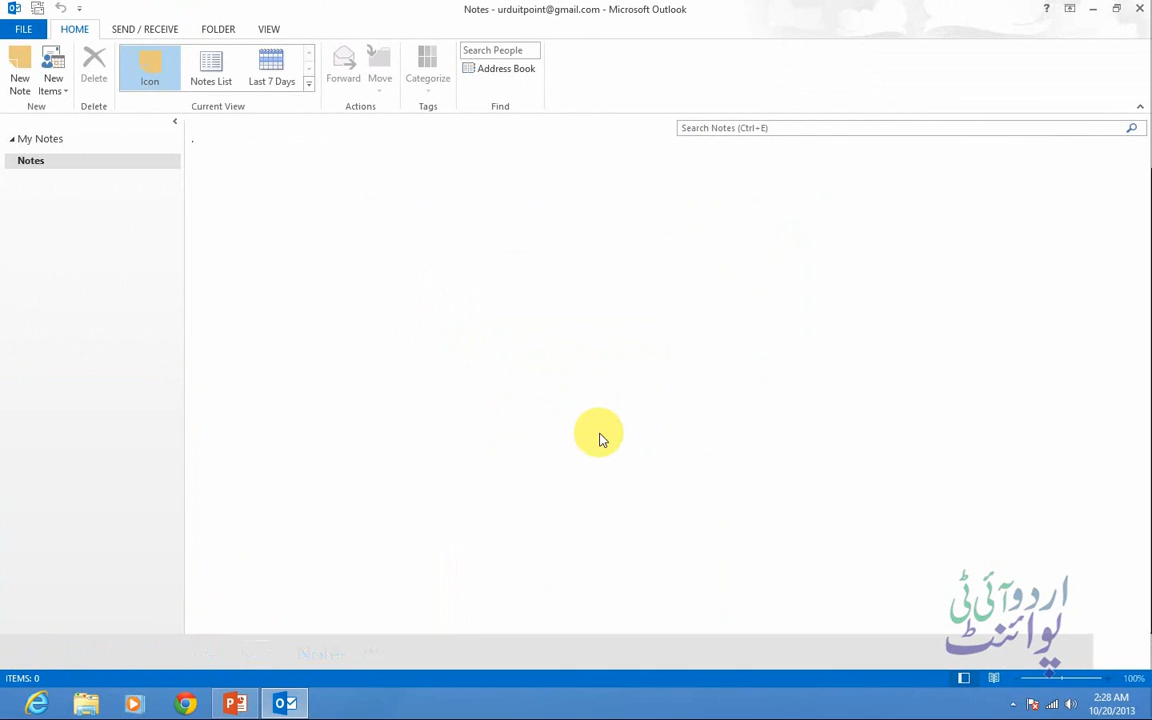 Notes - urduitpoint@gmail.com - Microsoft Outlook
FILE HOME SEND / RECEIVE FOLDER VIEW
New Note
New Items
Delete
Icon
Notes List
Last 7 Days
Forward
Move
Categorize
Search People
Address Book
New Delete Current View Actions Tags Find
My Notes
Search Notes (Ctrl+E)
Notes
اردو آئی ٹی
پوائنٹ
Notes
ITEMS: 0
100%
2:28 AM
10/20/2013